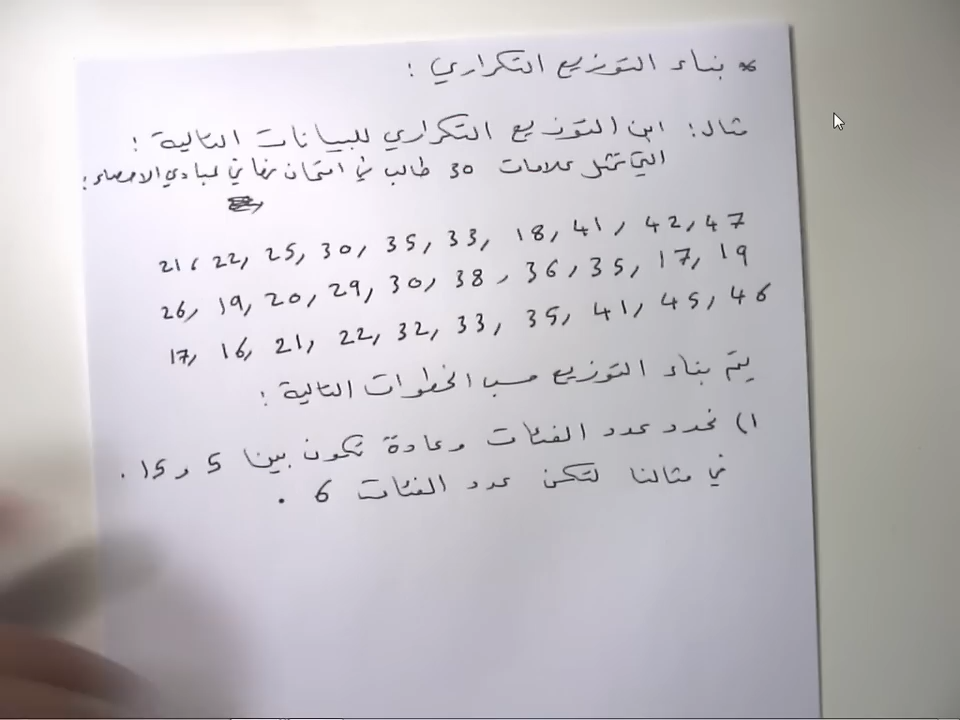 * بناء التوزيع التكراري :
مثال : ابن التوزيع التكراري للبيانات التالية :
التي تمثل علامات 30 طالب في امتحان نهائي لمبادئ الاحصاء :
21, 22, 25, 30, 35, 33, 18, 41, 42, 47
26, 19, 20, 29, 30, 38, 36, 35, 17, 19
17, 16, 21, 22, 32, 33, 35, 41, 45, 46
يتم بناء التوزيع حسب الخطوات التالية :
1) نحدد عدد الفئات وعادة تكون بين 5 و 15 .
في مثالنا لتكن عدد الفئات 6 .